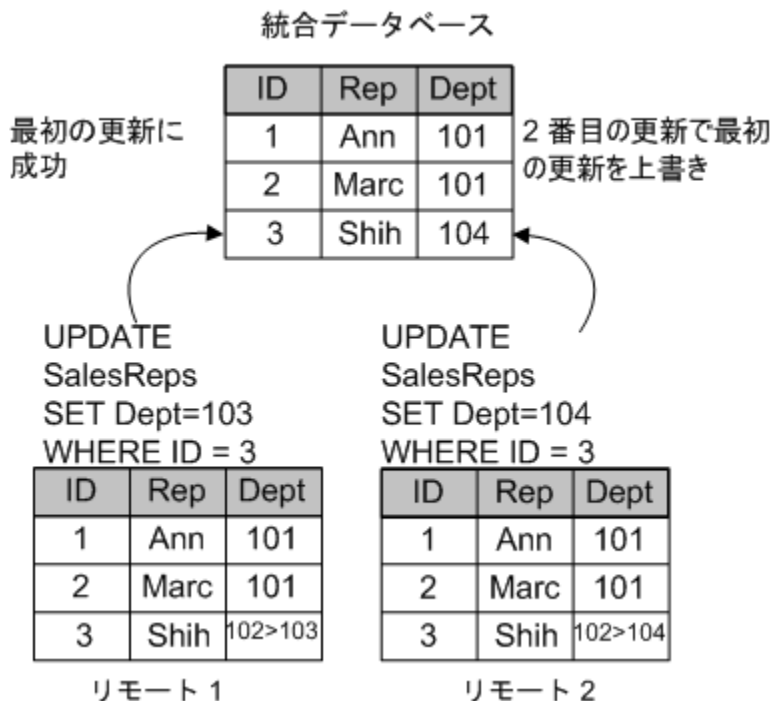 統合データベース
ID Rep Dept
1 Ann 101
2 Marc 101
3 Shih 104
最初の更新に
成功
2 番目の更新で最初
の更新を上書き
UPDATE
SalesReps
SET Dept=103
WHERE ID = 3
ID Rep Dept
1 Ann 101
2 Marc 101
3 Shih 102>103
リモート 1
UPDATE
SalesReps
SET Dept=104
WHERE ID = 3
ID Rep Dept
1 Ann 101
2 Marc 101
3 Shih 102>104
リモート 2